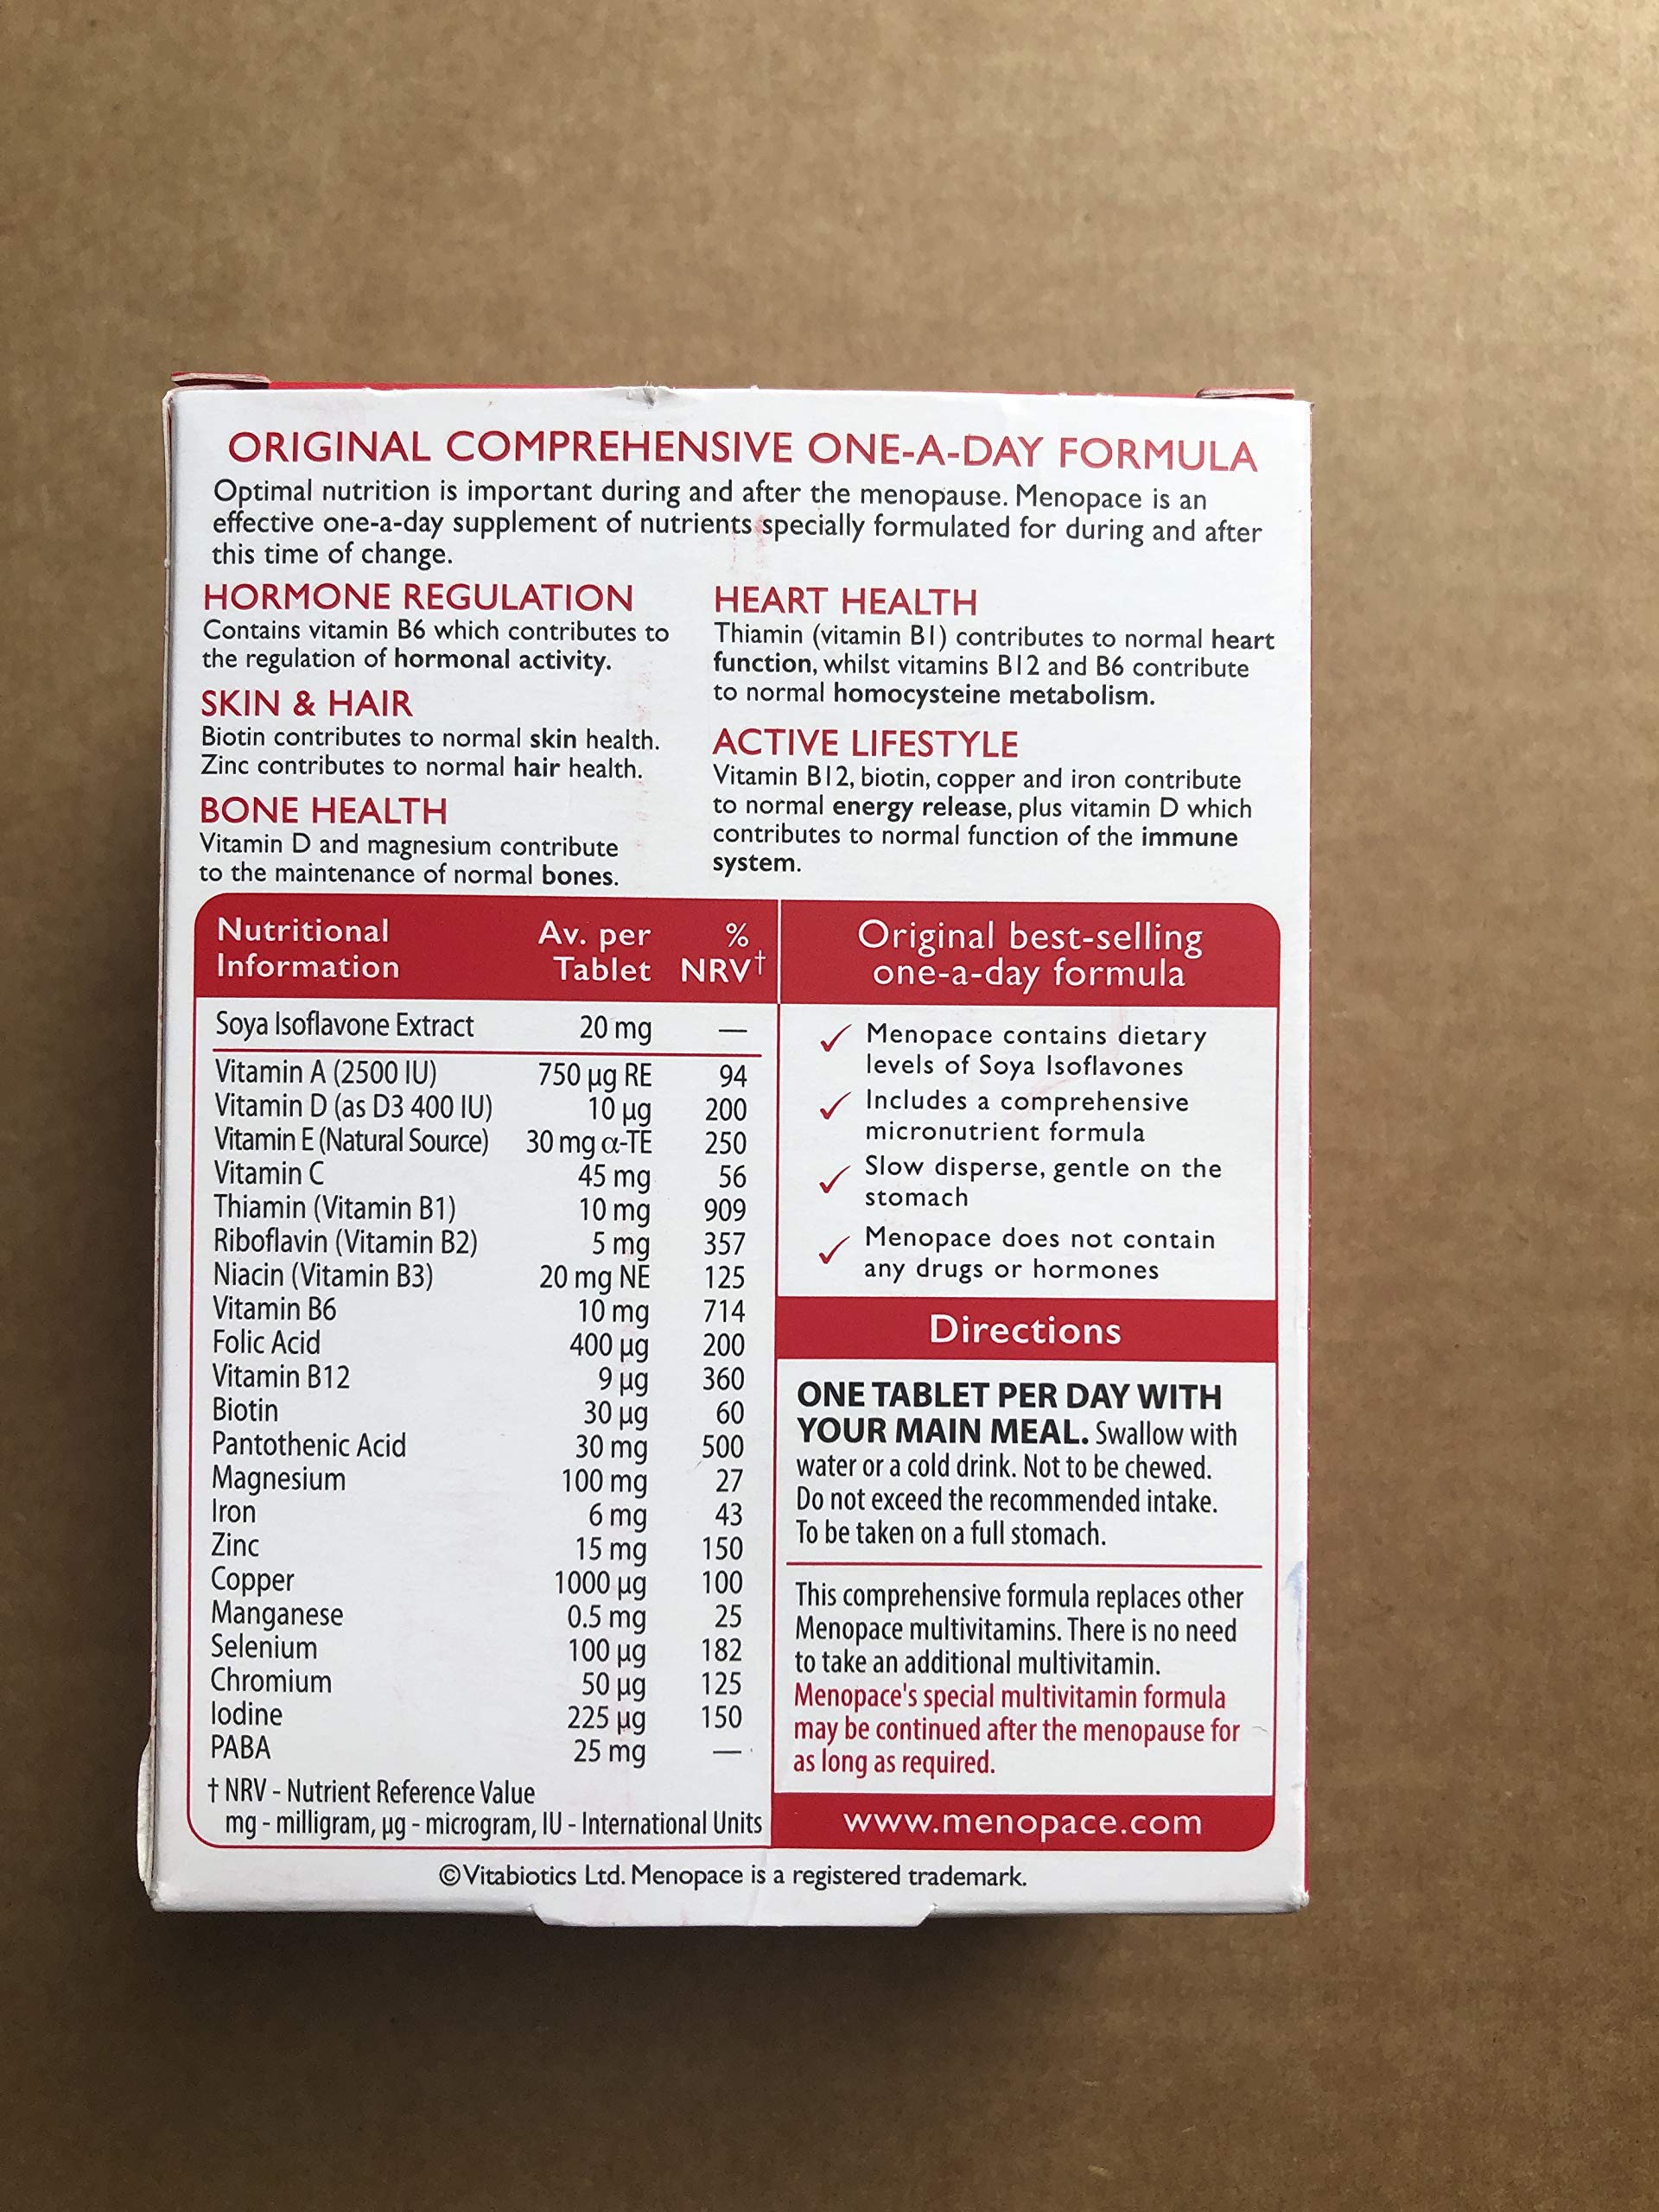 ORIGINAL COMPREHENSIVE ONE-A-DAY FORMULA
Optimal nutrition is important during and after the menopause. Menopace is an
effective one-a-day supplement of nutrients specially formulated for during and after
this time of change.
HORMONE REGULATION
Contains vitamin B6 which contributes to
the regulation of hormonal activity.
SKIN & HAIR
Biotin contributes to normal skin health.
Zinc contributes to normal hair health.
BONE HEALTH
Vitamin D and magnesium contribute
to the maintenance of normal bones.
HEART HEALTH
Thiamin (vitamin B1) contributes to normal heart
function, whilst vitamins B12 and B6 contribute
to normal homocysteine metabolism.
ACTIVE LIFESTYLE
Vitamin B12, biotin, copper and iron contribute
to normal energy release, plus vitamin D which
contributes to normal function of the immune
system.
Nutritional Av. per %
Information Tablet NRV†
Soya Isoflavone Extract 20 mg —
Vitamin A (2500 IU) 750 µg RE 94
Vitamin D (as D3 400 IU) 10 µg 200
Vitamin E (Natural Source) 30 mg α-TE 250
Vitamin C 45 mg 56
Thiamin (Vitamin B1) 10 mg 909
Riboflavin (Vitamin B2) 5 mg 357
Niacin (Vitamin B3) 20 mg NE 125
Vitamin B6 10 mg 714
Folic Acid 400 µg 200
Vitamin B12 9 µg 360
Biotin 30 µg 60
Pantothenic Acid 30 mg 500
Magnesium 100 mg 27
Iron 6 mg 43
Zinc 15 mg 150
Copper 1000 µg 100
Manganese 0.5 mg 25
Selenium 100 µg 182
Chromium 50 µg 125
Iodine 225 µg 150
PABA 25 mg —
† NRV - Nutrient Reference Value
mg - milligram, µg - microgram, IU - International Units
Original best-selling
one-a-day formula
✓ Menopace contains dietary
levels of Soya Isoflavones
✓ Includes a comprehensive
micronutrient formula
✓ Slow disperse, gentle on the
stomach
✓ Menopace does not contain
any drugs or hormones
Directions
ONE TABLET PER DAY WITH
YOUR MAIN MEAL. Swallow with
water or a cold drink. Not to be chewed.
Do not exceed the recommended intake.
To be taken on a full stomach.
This comprehensive formula replaces other
Menopace multivitamins. There is no need
to take an additional multivitamin.
Menopace's special multivitamin formula
may be continued after the menopause for
as long as required.
www.menopace.com
©Vitabiotics Ltd. Menopace is a registered trademark.